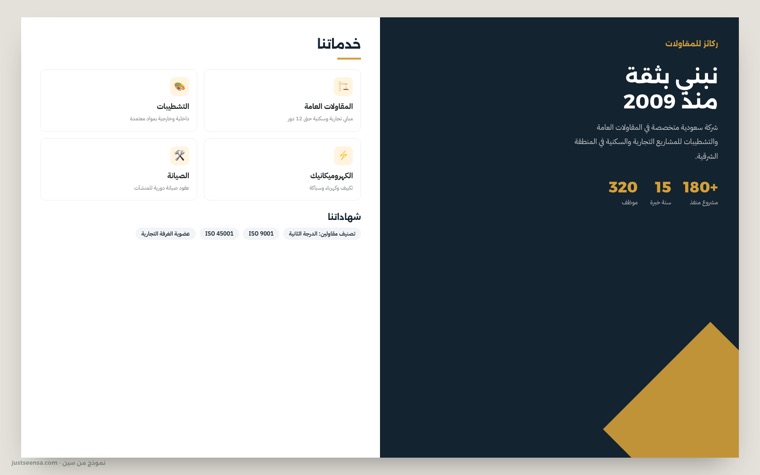 ركائز للمقاولات
نبني بثقة
منذ 2009
شركة سعودية متخصصة في المقاولات العامة
والتشطيبات للمشاريع التجارية والسكنية في المنطقة
الشرقية.
+180
مشروع منفذ
15
سنة خبرة
320
موظف
خدماتنا
المقاولات العامة
مباني تجارية وسكنية حتى 12 دور
التشطيبات
داخلية وخارجية بمواد معتمدة
الكهروميكانيك
تكييف وكهرباء وسباكة
الصيانة
عقود صيانة دورية للمنشآت
شهاداتنا
تصنيف مقاولين: الدرجة الثانية
ISO 9001
ISO 45001
عضوية الغرفة التجارية
نموذج من سين · justseensa.com